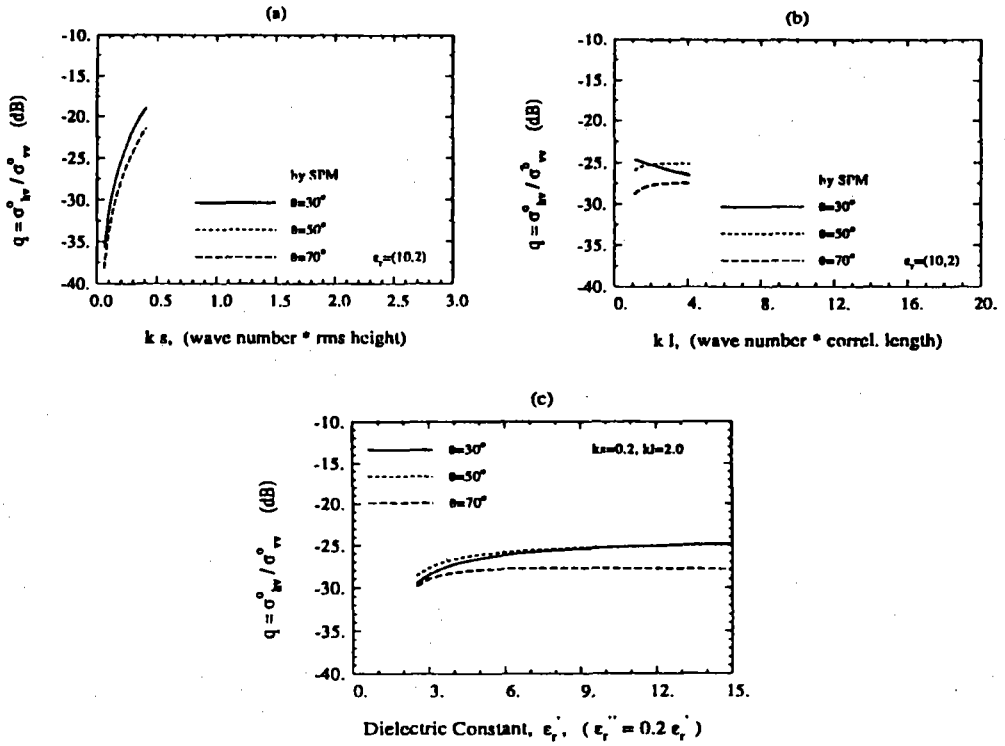 (a)
-10.
-15.
-20.
-25.
-30.
-35.
-40.
q = σ°hv / σ°vv (dB)
by SPM
θ=30°
θ=50°
θ=70°
εr=(10,2)
0.0 0.5 1.0 1.5 2.0 2.5 3.0
k s, (wave number * rms height)
(b)
-10.
-15.
-20.
-25.
-30.
-35.
-40.
q = σ°hv / σ°vv (dB)
by SPM
θ=30°
θ=50°
θ=70°
εr=(10,2)
0. 4. 8. 12. 16. 20.
k l, (wave number * correl. length)
(c)
-10.
-15.
-20.
-25.
-30.
-35.
-40.
q = σ°hv / σ°vv (dB)
θ=30°
θ=50°
θ=70°
ks=0.2, kl=2.0
0. 3. 6. 9. 12. 15.
Dielectric Constant, εr', ( εr'' = 0.2 εr' )